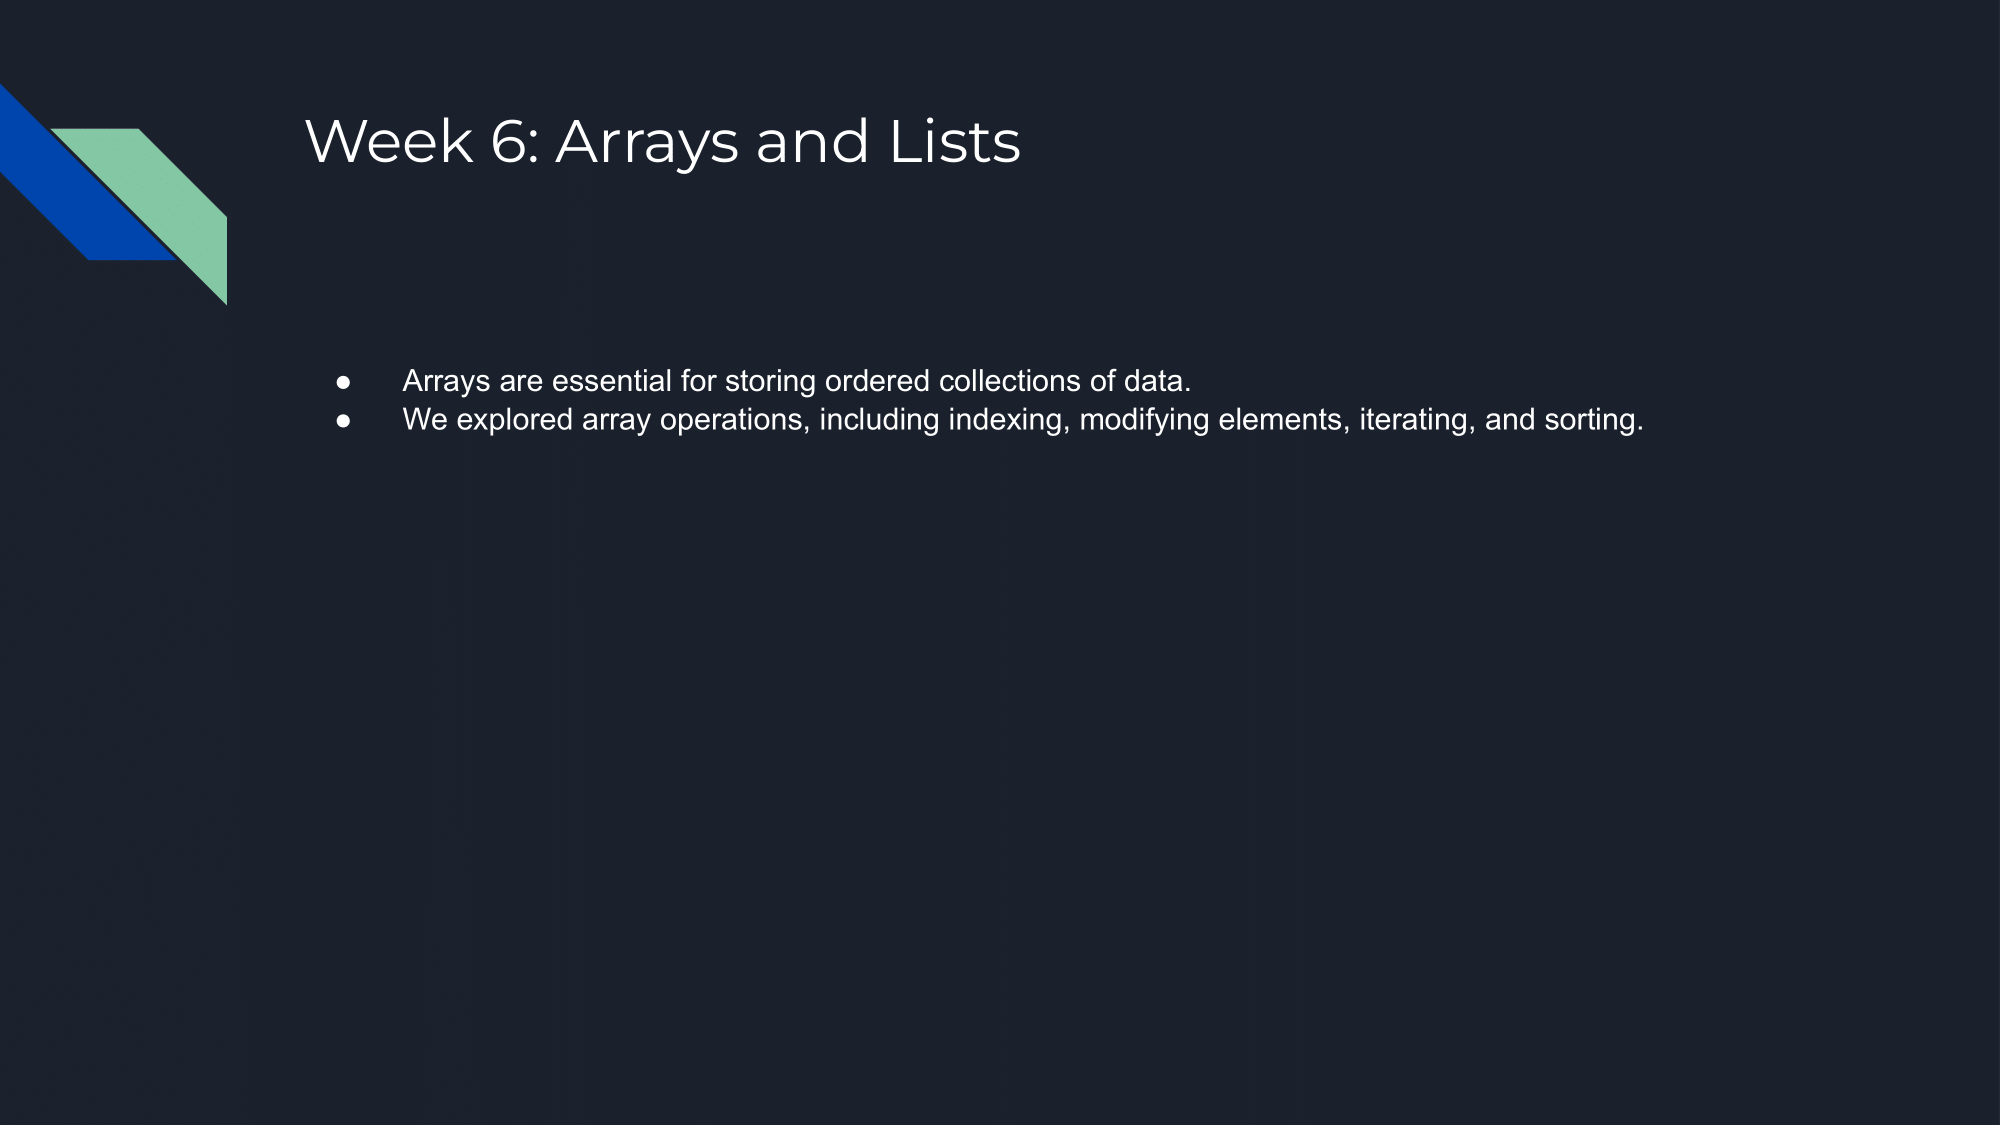 Week 6: Arrays and Lists
● Arrays are essential for storing ordered collections of data.
● We explored array operations, including indexing, modifying elements, iterating, and sorting.